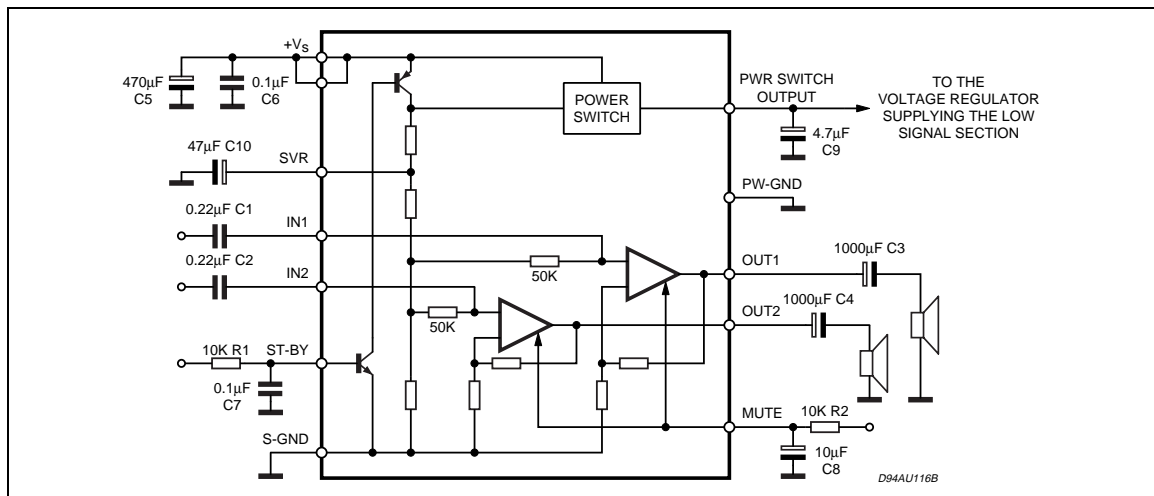 +VS
470μF
C5
0.1μF
C6
POWER
SWITCH
PWR SWITCH
OUTPUT
TO THE
VOLTAGE REGULATOR
SUPPLYING THE LOW
SIGNAL SECTION
4.7μF
C9
47μF C10
SVR
PW-GND
0.22μF C1
IN1
0.22μF C2
IN2
50K
50K
OUT1
1000μF C3
OUT2
1000μF C4
10K R1
ST-BY
0.1μF
C7
S-GND
MUTE
10K R2
10μF
C8
D94AU116B